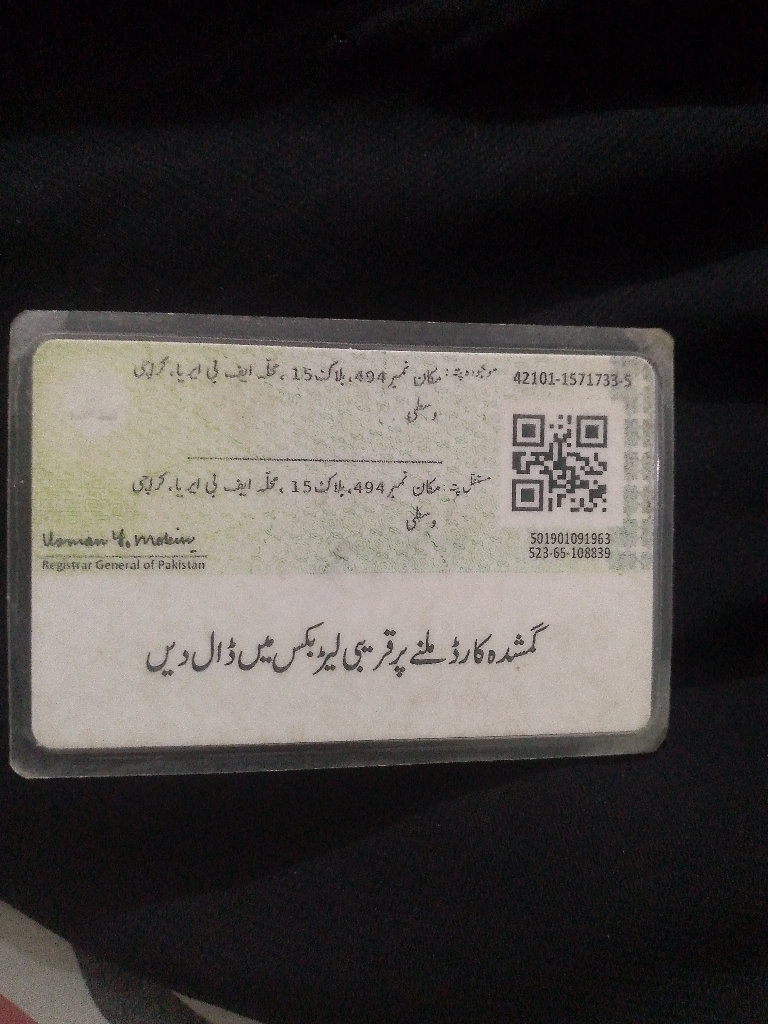 موجودہ پتہ: مکان نمبر 494، بلاک 15، محلہ ایف بی ایریا، کراچی
وسطی
42101-1571733-5
مستقل پتہ: مکان نمبر 494، بلاک 15، محلہ ایف بی ایریا، کراچی
وسطی
501901091963
523-65-108839
Usman Y. Mobin
Registrar General of Pakistan
گمشدہ کارڈ ملنے پر قریبی لیٹر بکس میں ڈال دیں